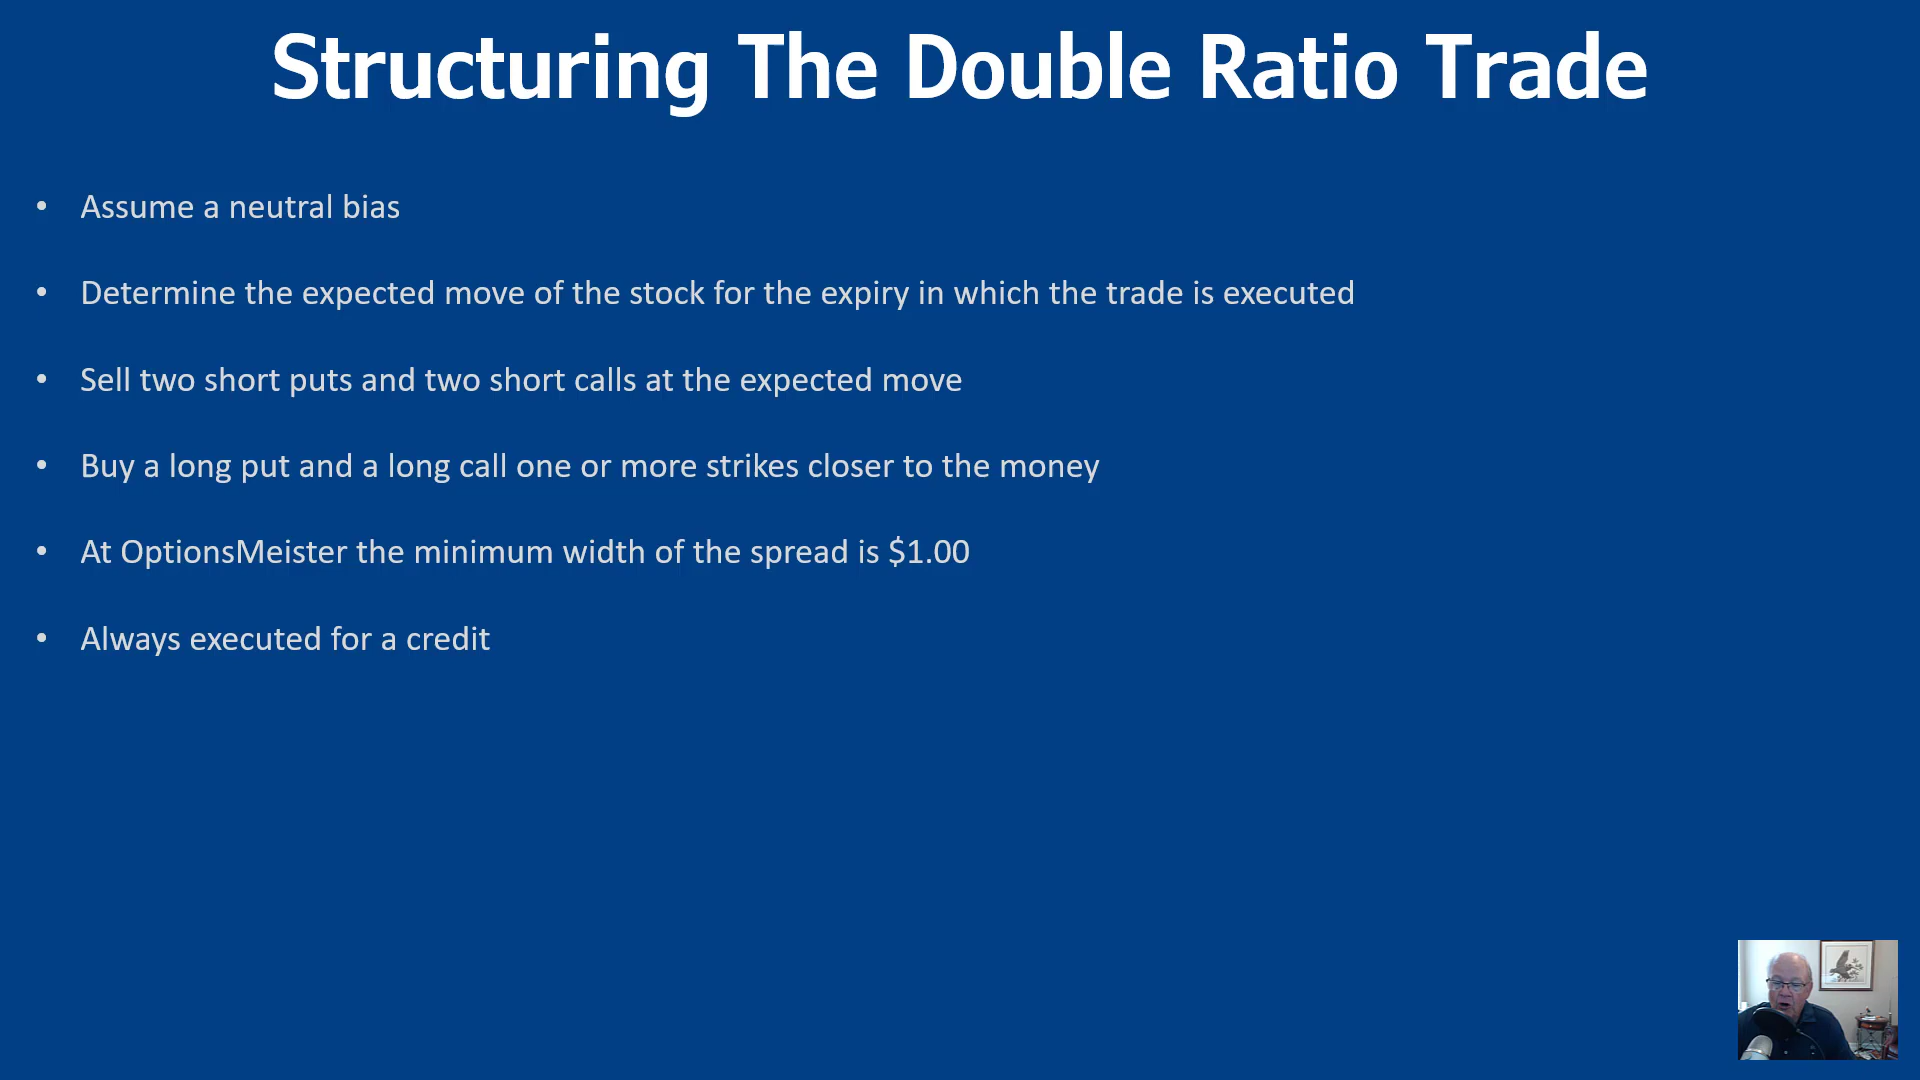 Structuring The Double Ratio Trade
• Assume a neutral bias
• Determine the expected move of the stock for the expiry in which the trade is executed
• Sell two short puts and two short calls at the expected move
• Buy a long put and a long call one or more strikes closer to the money
• At OptionsMeister the minimum width of the spread is $1.00
• Always executed for a credit